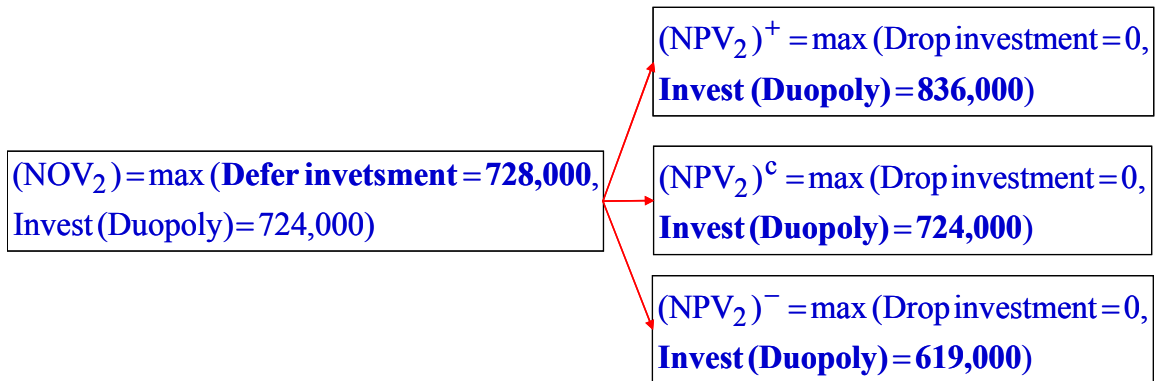 (NPV₂)⁺ = max (Drop investment = 0,
Invest (Duopoly) = 836,000)
(NOV₂) = max (Defer invetsment = 728,000,
Invest (Duopoly) = 724,000)
(NPV₂)ᶜ = max (Drop investment = 0,
Invest (Duopoly) = 724,000)
(NPV₂)⁻ = max (Drop investment = 0,
Invest (Duopoly) = 619,000)